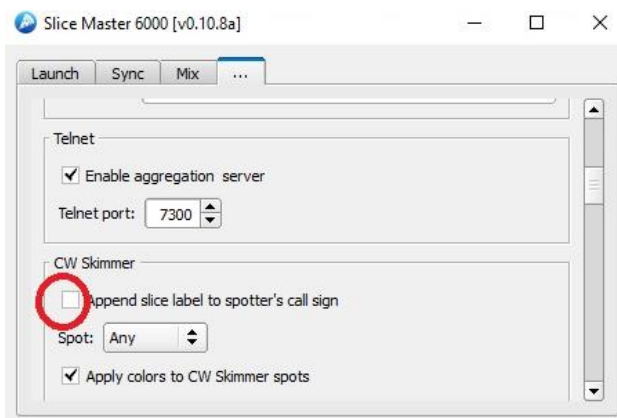 Slice Master 6000 [v0.10.8a]
Launch Sync Mix ...
Telnet
Enable aggregation server
Telnet port: 7300
CW Skimmer
Append slice label to spotter's call sign
Spot: Any
Apply colors to CW Skimmer spots